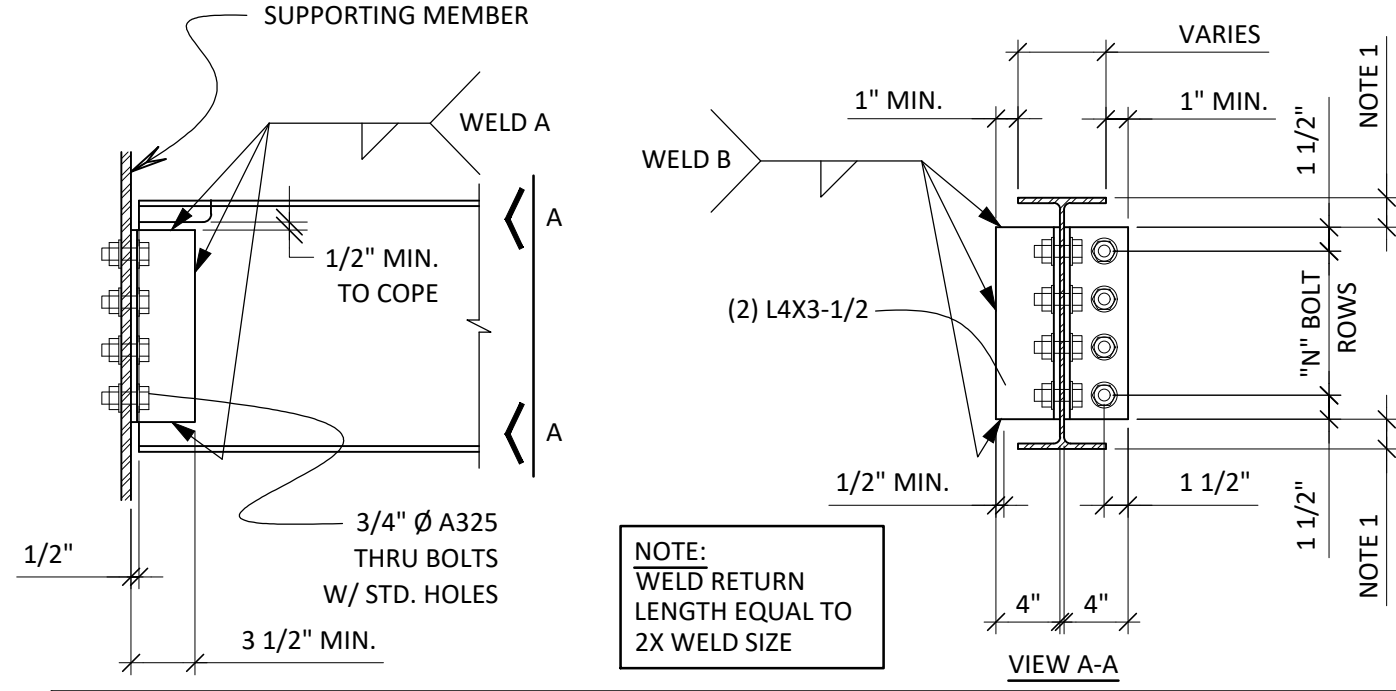 SUPPORTING MEMBER
WELD A
A
1/2" MIN.
TO COPE
A
3/4" Ø A325
THRU BOLTS
W/ STD. HOLES
1/2"
3 1/2" MIN.
VARIES
1" MIN.
1" MIN.
NOTE 1
1 1/2"
WELD B
(2) L4X3-1/2
"N" BOLT
ROWS
1/2" MIN.
1 1/2"
1 1/2"
NOTE 1
NOTE:
WELD RETURN
LENGTH EQUAL TO
2X WELD SIZE
4"
4"
VIEW A-A